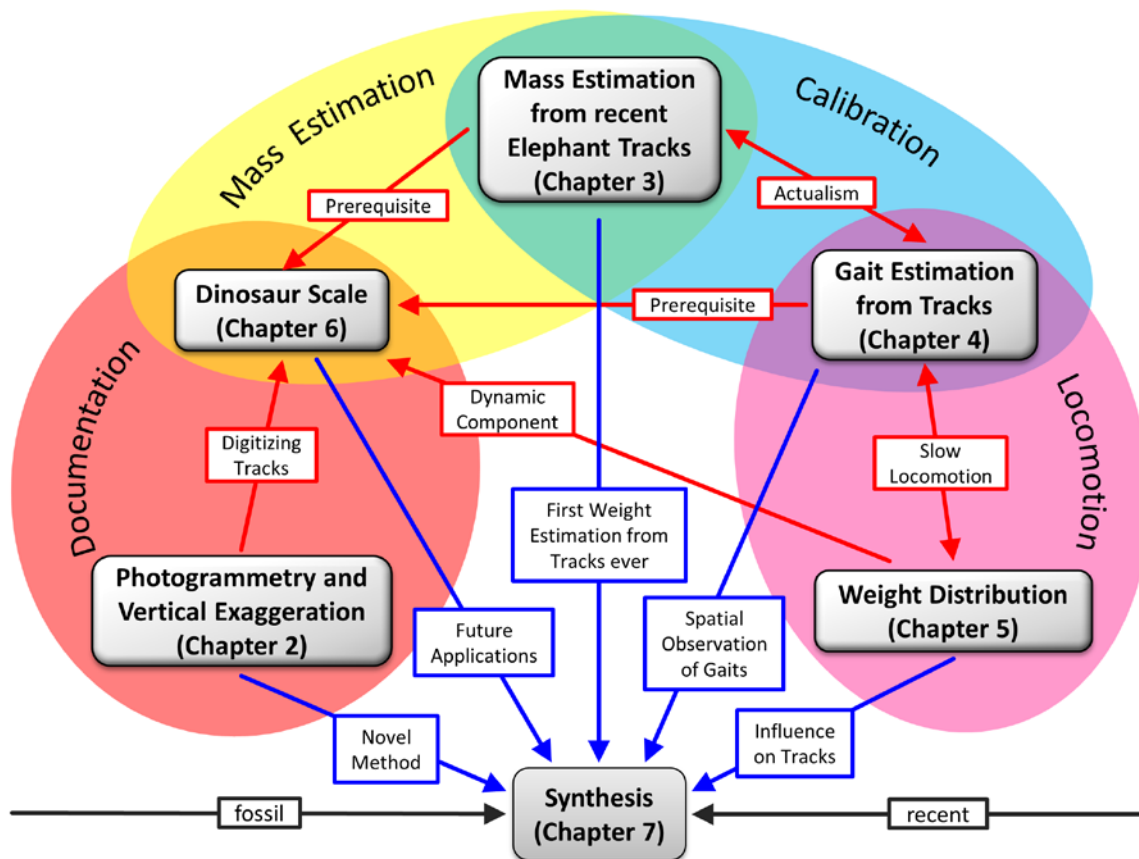 Mass Estimation
Calibration
Mass Estimation
from recent
Elephant Tracks
(Chapter 3)
Prerequisite
Actualism
Dinosaur Scale
(Chapter 6)
Prerequisite
Gait Estimation
from Tracks
(Chapter 4)
Documentation
Locomotion
Digitizing
Tracks
Dynamic
Component
Slow
Locomotion
First Weight
Estimation from
Tracks ever
Photogrammetry and
Vertical Exaggeration
(Chapter 2)
Weight Distribution
(Chapter 5)
Future
Applications
Spatial
Observation
of Gaits
Novel
Method
Influence
on Tracks
Synthesis
(Chapter 7)
fossil
recent